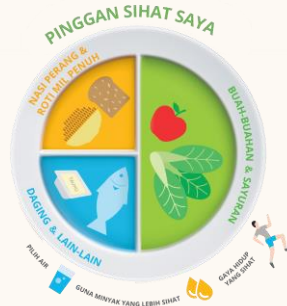 PINGGAN SIHAT SAYA
NASI PERANG &
ROTI MIL PENUH
BUAH-BUAHAN & SAYURAN
DAGING & LAIN-LAIN
PILIH AIR
GUNA MINYAK YANG LEBIH SIHAT
GAYA HIDUP
YANG SIHAT